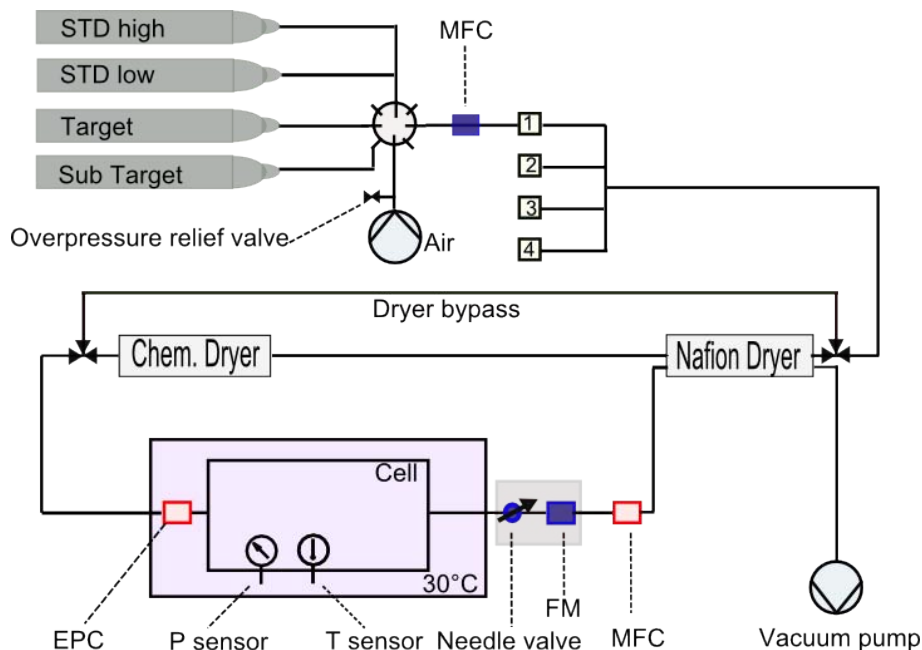 STD high
MFC
STD low
Target
1
Sub Target
2
3
Overpressure relief valve
Air
4
Dryer bypass
Chem. Dryer
Nafion Dryer
Cell
30°C
FM
EPC
P sensor
T sensor
Needle valve
MFC
Vacuum pump